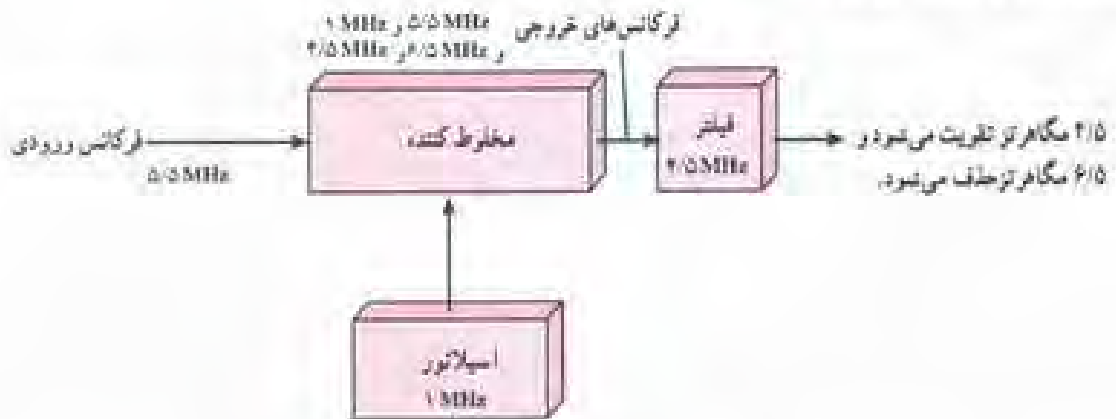 ۵/۵ MHz و ۱ MHz
و ۶/۵ MHz و ۴/۵ MHz
فرکانس‌های خروجی
فرکانس ورودی
۵/۵ MHz
مخلوط کننده
فیلتر
۴/۵ MHz
۴/۵ مگاهرتز تقویت می‌شود و
۶/۵ مگاهرتز حذف می‌شود.
اسیلاتور
۱ MHz